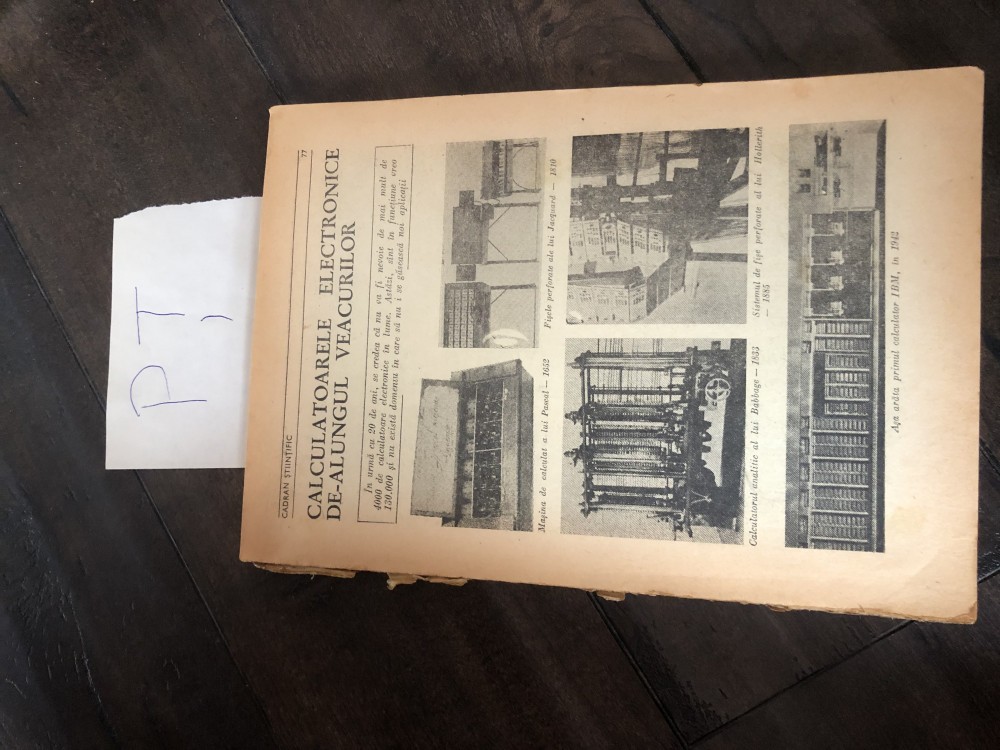 PT,
CADRAN ȘTIINȚIFIC 77
CALCULATOARELE ELECTRONICE
DE-ALUNGUL VEACURILOR
În urmă cu 20 de ani, se credea că nu va fi nevoie de mai mult de
4000 de calculatoare electronice în lume. Astăzi, sînt în funcțiune vreo
130.000 și nu există domeniu în care să nu i se găsească noi aplicații
Mașina de calculat a lui Pascal — 1652
Fișele perforate ale lui Jacquard — 1810
Calculatorul analitic al lui Babbage — 1833
Sistemul de fișe perforate al lui Hollerith
— 1885
Așa arăta primul calculator IBM, în 1942